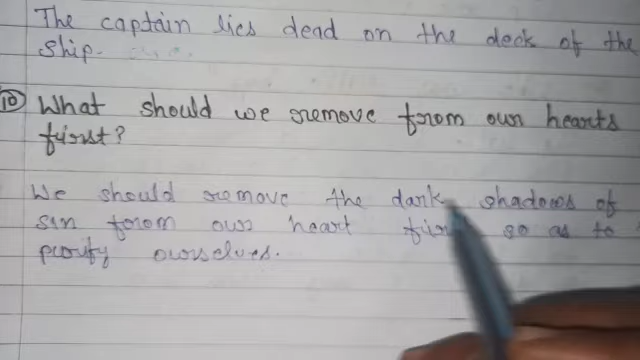 The captain lies dead on the deck of the
ship.
10 What should we remove from our hearts
first?
We should remove the dark shadows of
sin from our heart so as to
purify ourselves.